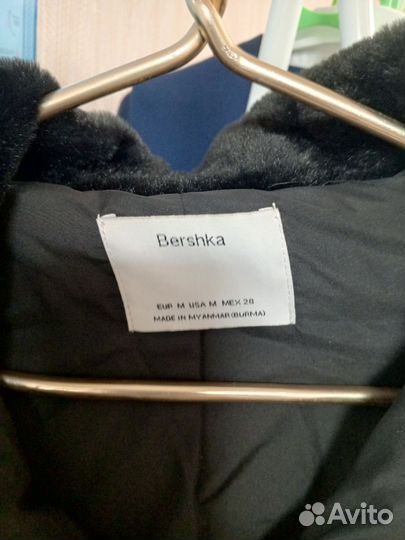 Bershka
EUR M USA M MEX 28
MADE IN MYANMAR(BURMA)
Avito